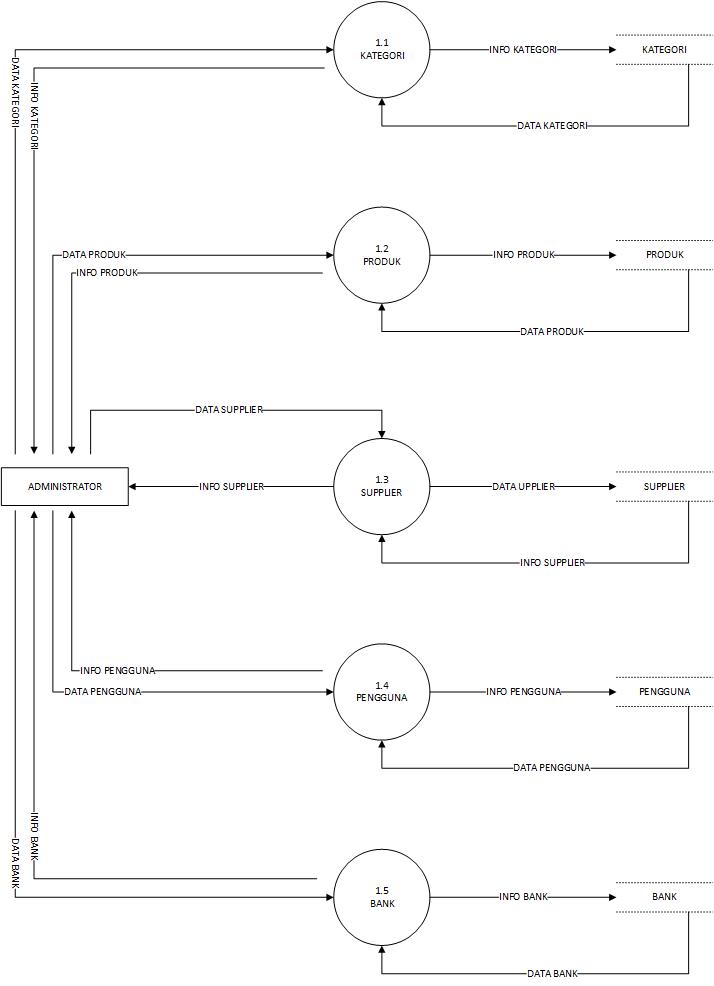 1.1
KATEGORI
INFO KATEGORI
KATEGORI
DATA KATEGORI
INFO KATEGORI
DATA KATEGORI
1.2
PRODUK
DATA PRODUK
INFO PRODUK
INFO PRODUK
PRODUK
DATA PRODUK
DATA SUPPLIER
ADMINISTRATOR
INFO SUPPLIER
1.3
SUPPLIER
DATA UPPLIER
SUPPLIER
INFO SUPPLIER
INFO PENGGUNA
DATA PENGGUNA
1.4
PENGGUNA
INFO PENGGUNA
PENGGUNA
DATA PENGGUNA
INFO BANK
DATA BANK
1.5
BANK
INFO BANK
BANK
DATA BANK